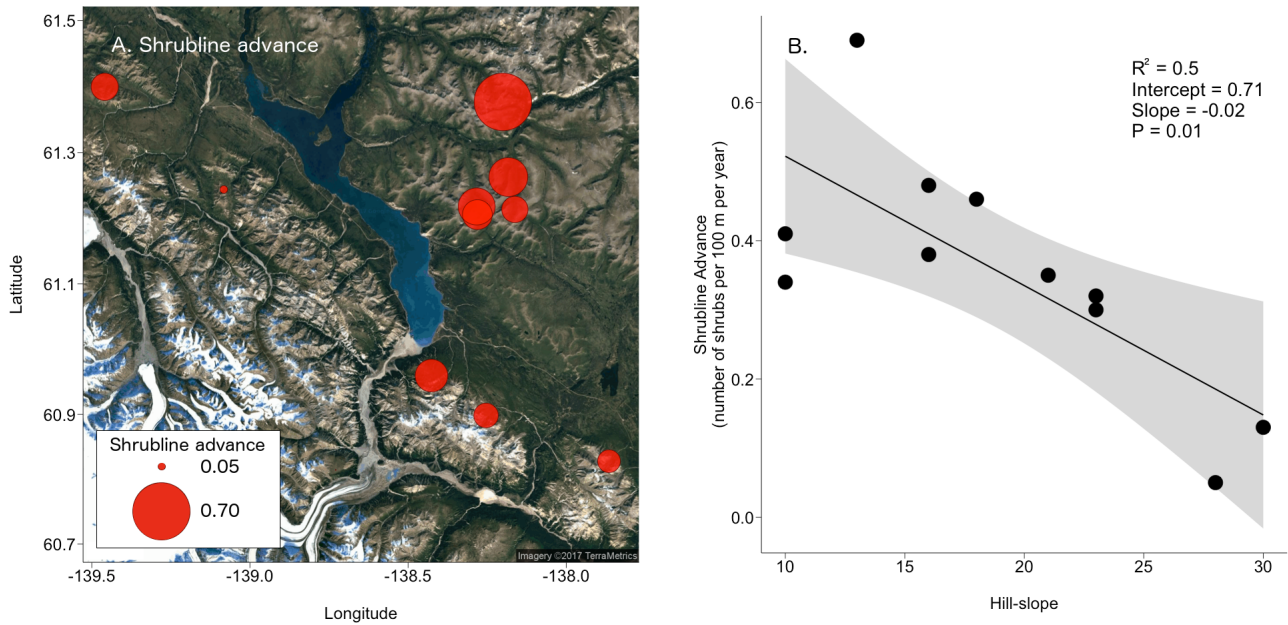 A. Shrubline advance
61.5
61.3
61.1
60.9
60.7
Latitude
Shrubline advance
0.05
0.70
Imagery ©2017 TerraMetrics
-139.5
-139.0
-138.5
-138.0
Longitude
B.
R² = 0.5
Intercept = 0.71
Slope = -0.02
P = 0.01
Shrubline Advance
(number of shrubs per 100 m per year)
0.6
0.4
0.2
0.0
10
15
20
25
30
Hill-slope